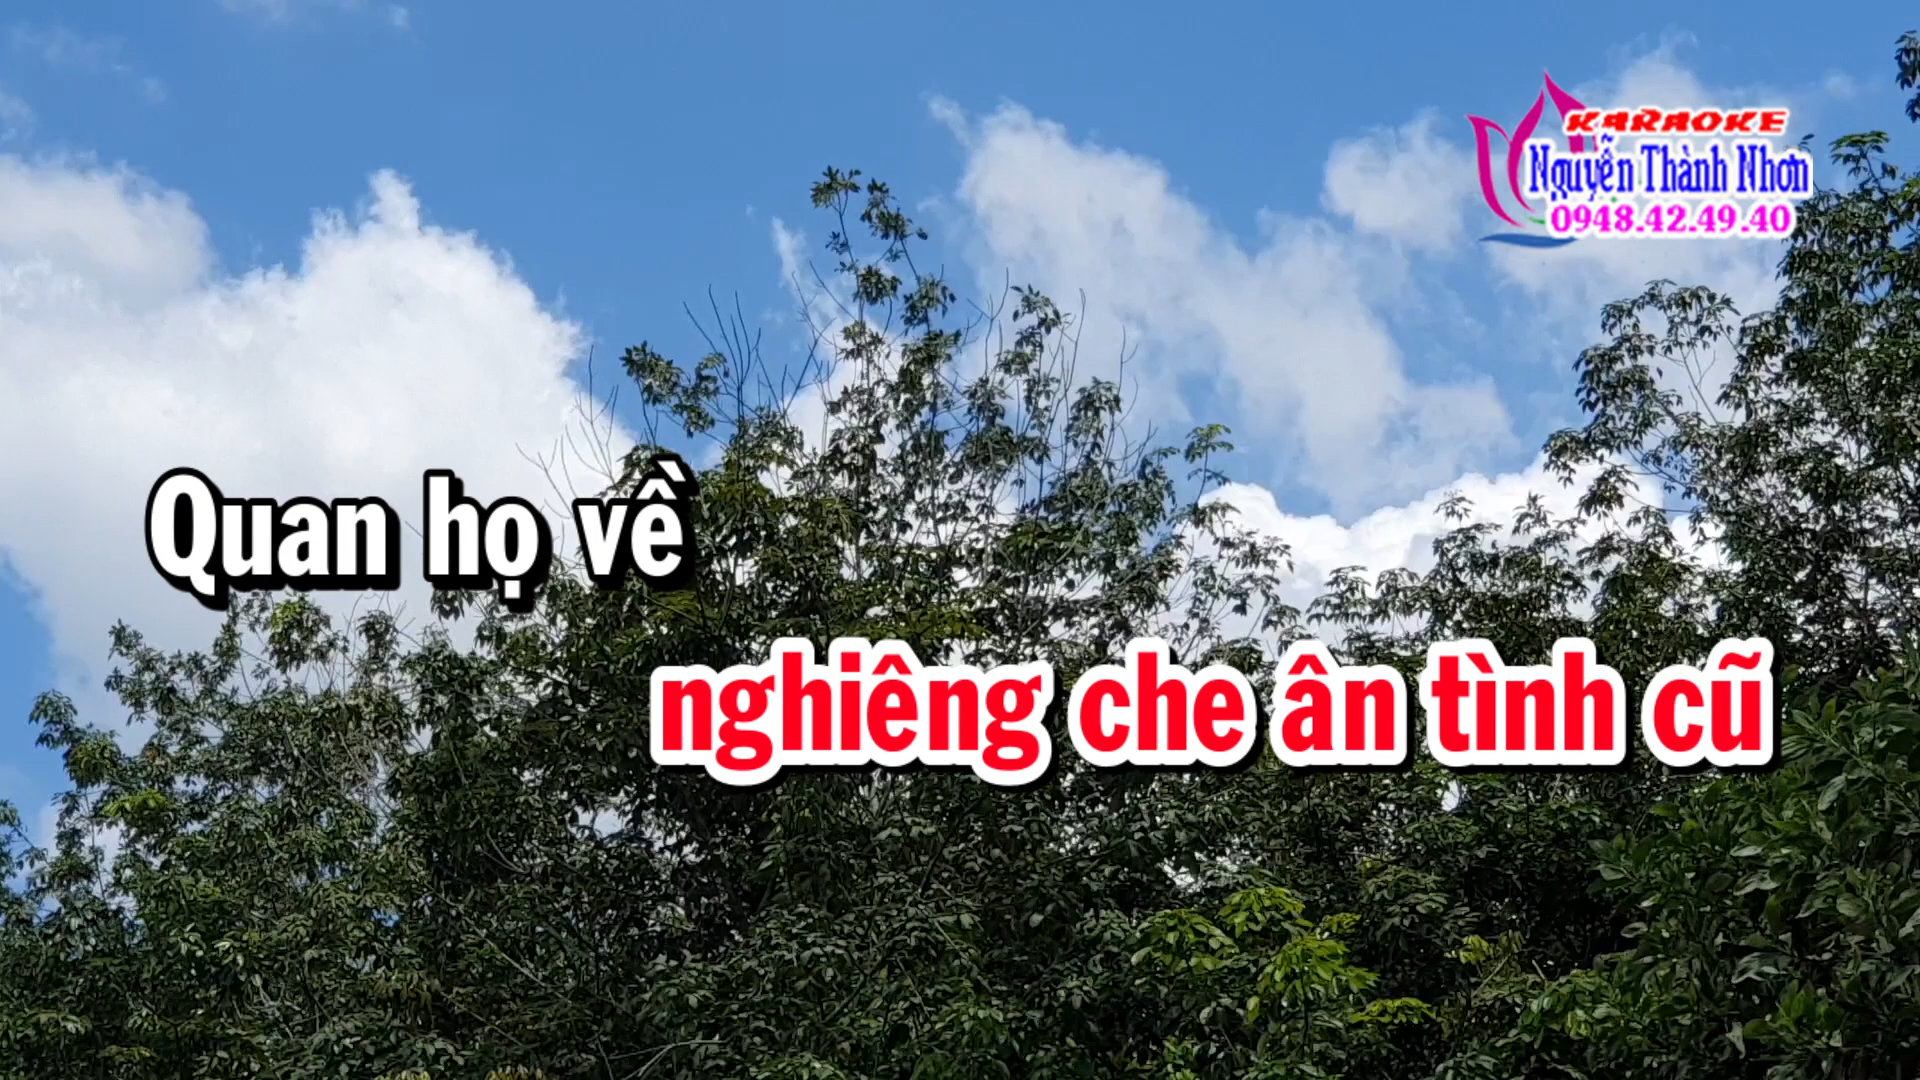 KARAOKE
Nguyễn Thành Nhơn
0948.42.49.40
Quan họ về
nghiêng che ân tình cũ